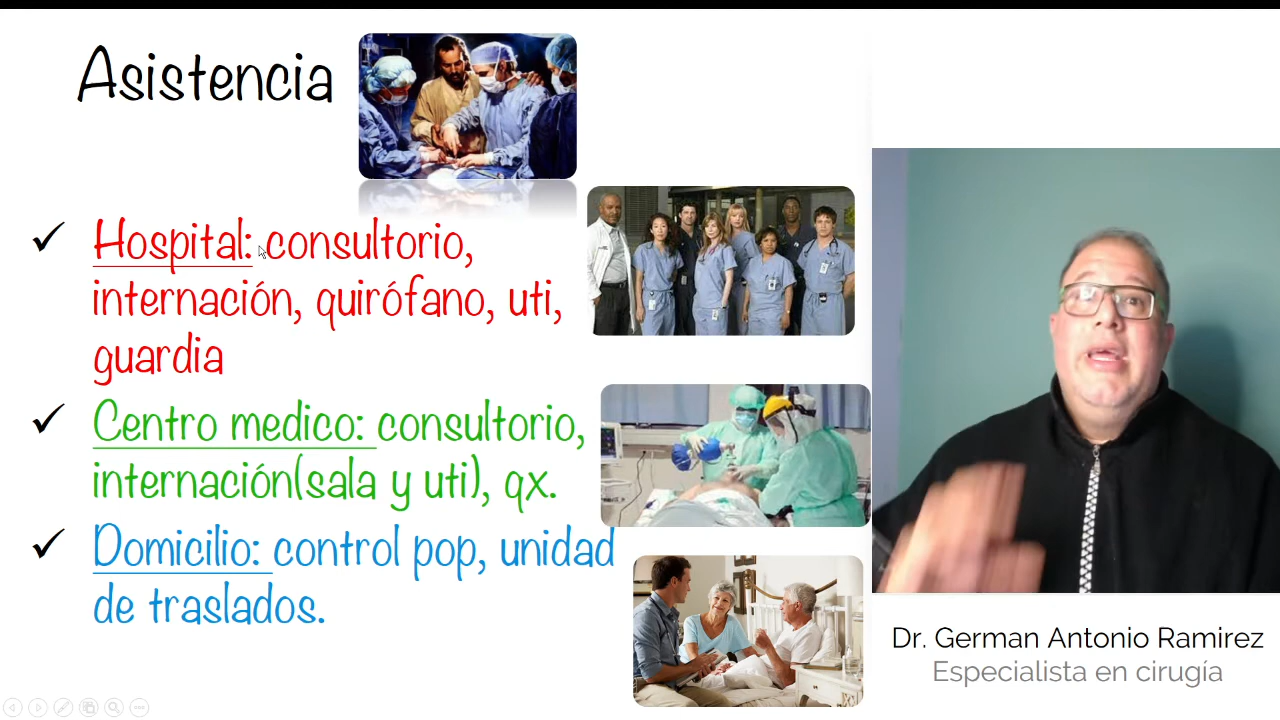 Asistencia
Hospital: consultorio,
internación, quirófano, uti,
guardia
Centro medico: consultorio,
internación(sala y uti), qx.
Domicilio: control pop, unidad
de traslados.
Dr. German Antonio Ramirez
Especialista en cirugía